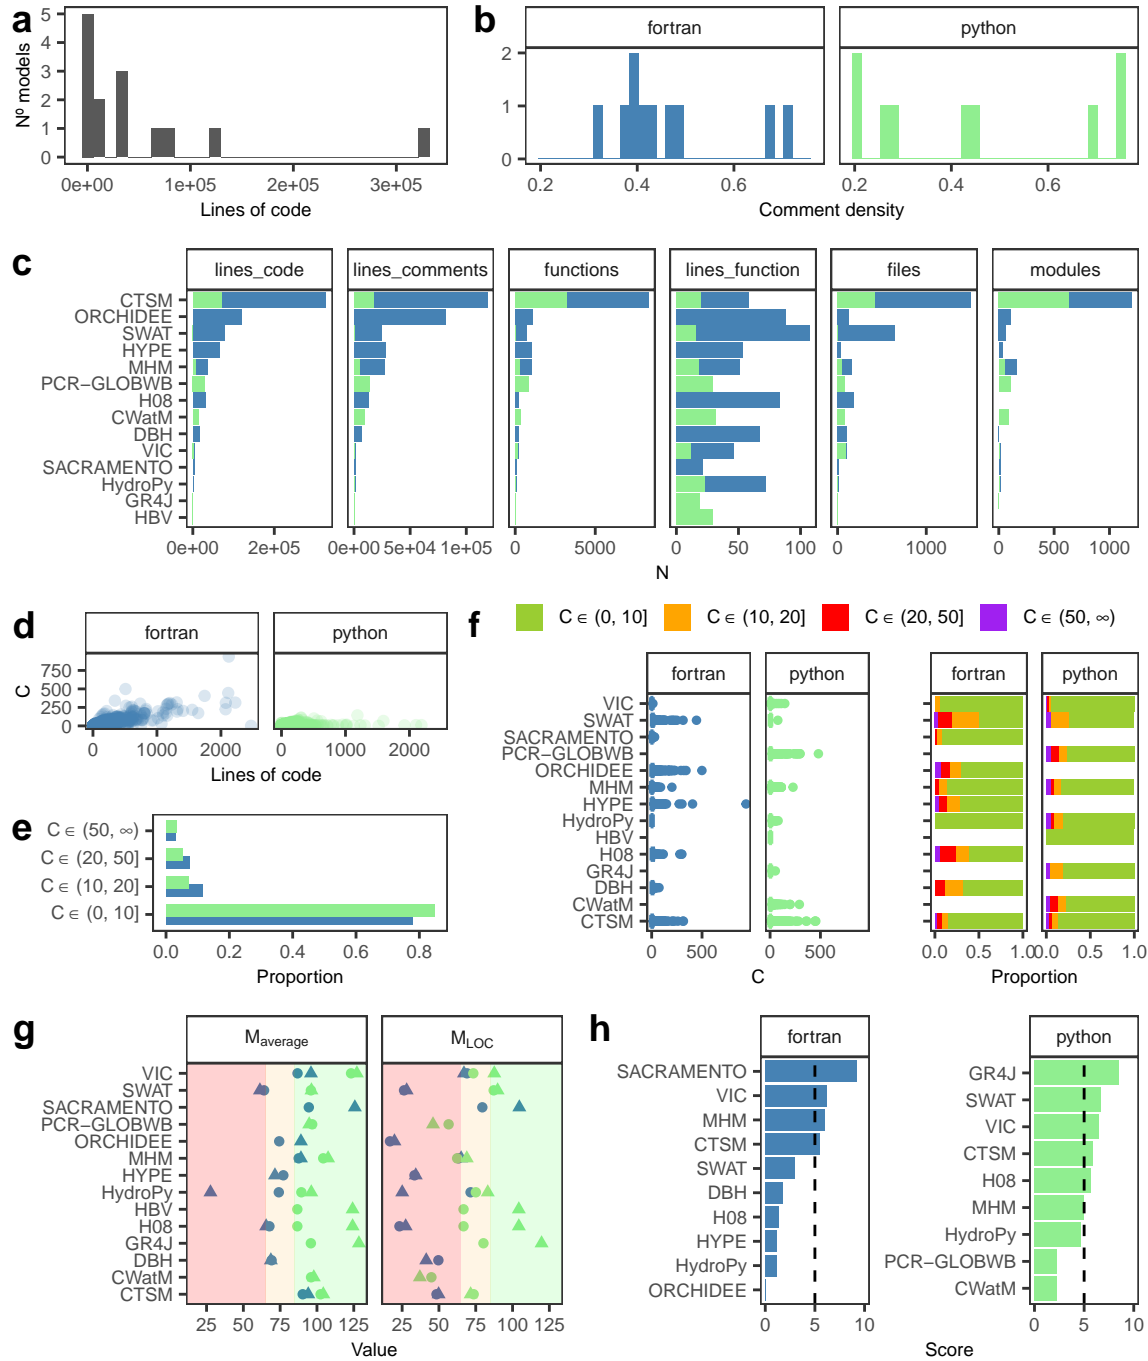 a
Nº models
5
4
3
2
1
0
0e+00 1e+05 2e+05 3e+05
Lines of code
b
fortran python
2
1
0
0.2 0.4 0.6 0.2 0.4 0.6
Comment density
c
lines_code lines_comments functions lines_function files modules
CTSM
ORCHIDEE
SWAT
HYPE
MHM
PCR−GLOBWB
H08
CWatM
DBH
VIC
SACRAMENTO
HydroPy
GR4J
HBV
0e+00 2e+05 0e+00 5e+04 1e+05 0 5000 0 50 100 0 1000 0 500 1000
N
d
fortran python
C
750
500
250
0
0 1000 2000 0 1000 2000
Lines of code
e
C ∈ (50, ∞)
C ∈ (20, 50]
C ∈ (10, 20]
C ∈ (0, 10]
0.0 0.2 0.4 0.6 0.8
Proportion
f
C ∈ (0, 10] C ∈ (10, 20] C ∈ (20, 50] C ∈ (50, ∞)
fortran python fortran python
VIC
SWAT
SACRAMENTO
PCR−GLOBWB
ORCHIDEE
MHM
HYPE
HydroPy
HBV
H08
GR4J
DBH
CWatM
CTSM
0 500 0 500 0.0 0.5 1.0 0.0 0.5 1.0
C Proportion
g
Maverage MLOC
VIC
SWAT
SACRAMENTO
PCR−GLOBWB
ORCHIDEE
MHM
HYPE
HydroPy
HBV
H08
GR4J
DBH
CWatM
CTSM
25 50 75 100 125 25 50 75 100 125
Value
h
fortran
SACRAMENTO
VIC
MHM
CTSM
SWAT
DBH
H08
HYPE
HydroPy
ORCHIDEE
0 5 10
python
GR4J
SWAT
VIC
CTSM
H08
MHM
HydroPy
PCR−GLOBWB
CWatM
0 5 10
Score